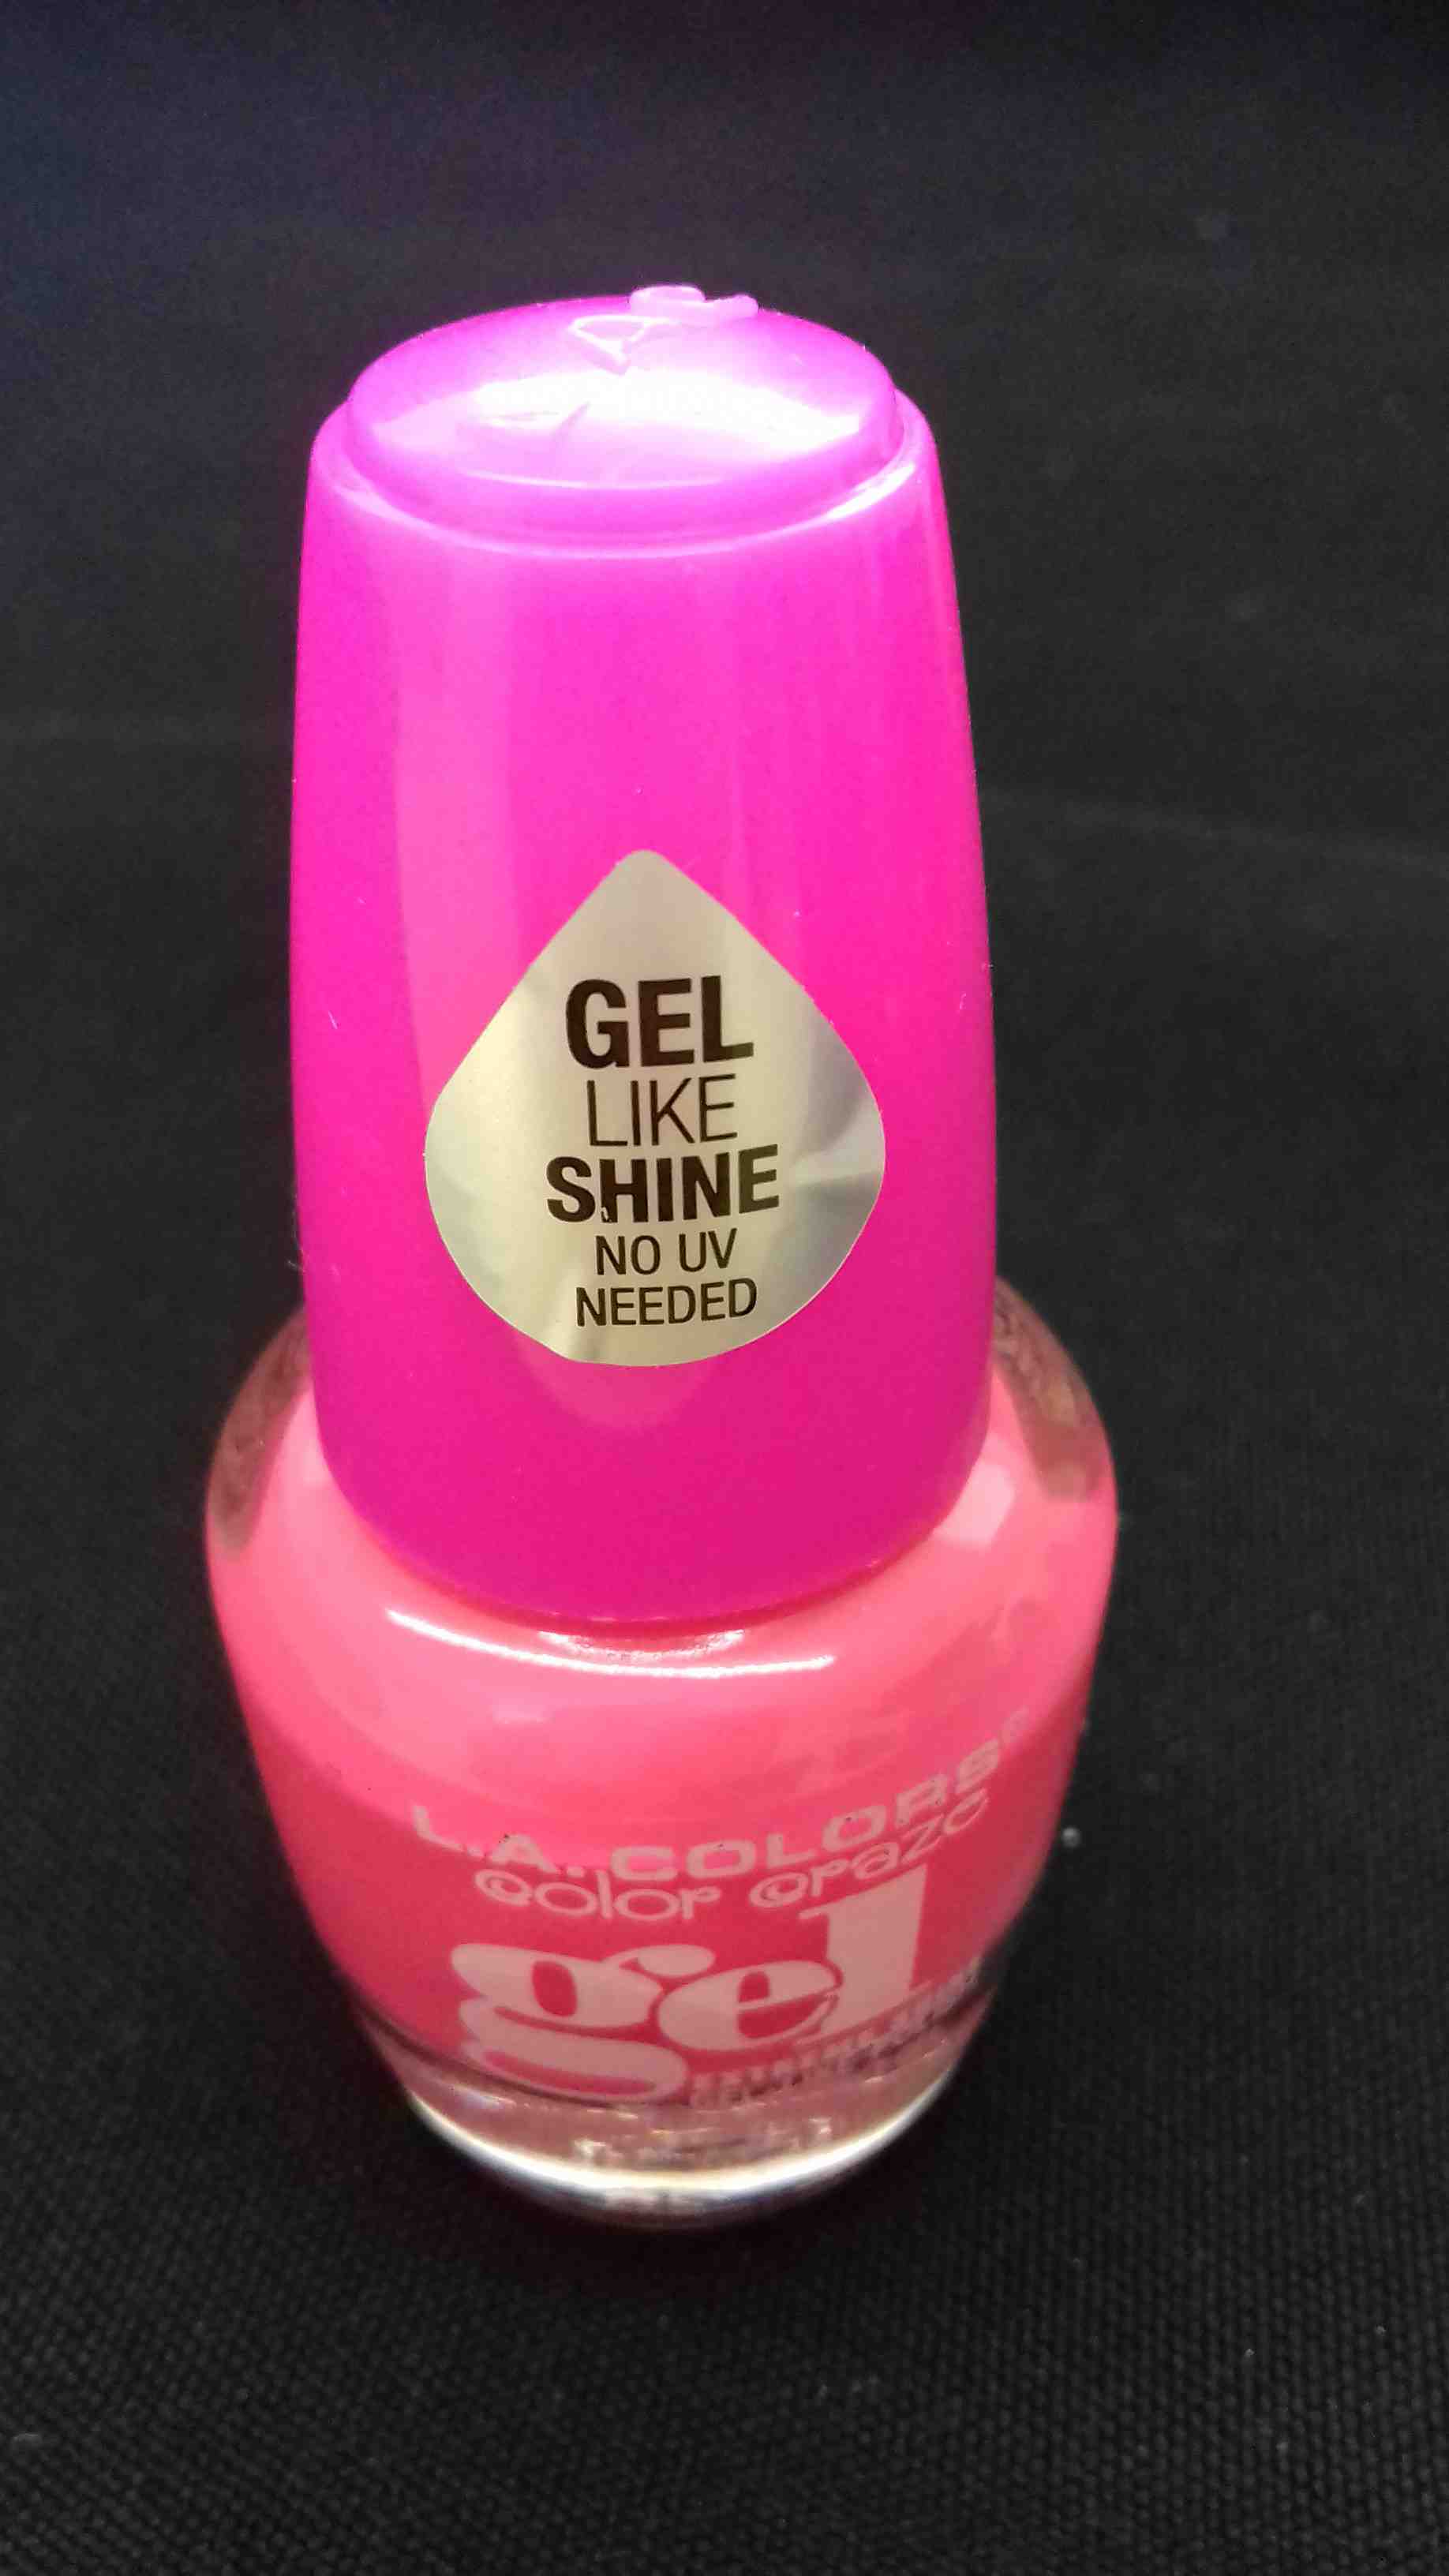 GEL
LIKE
SHINE
NO UV
NEEDED
L.A. COLORS®
color craze
gel